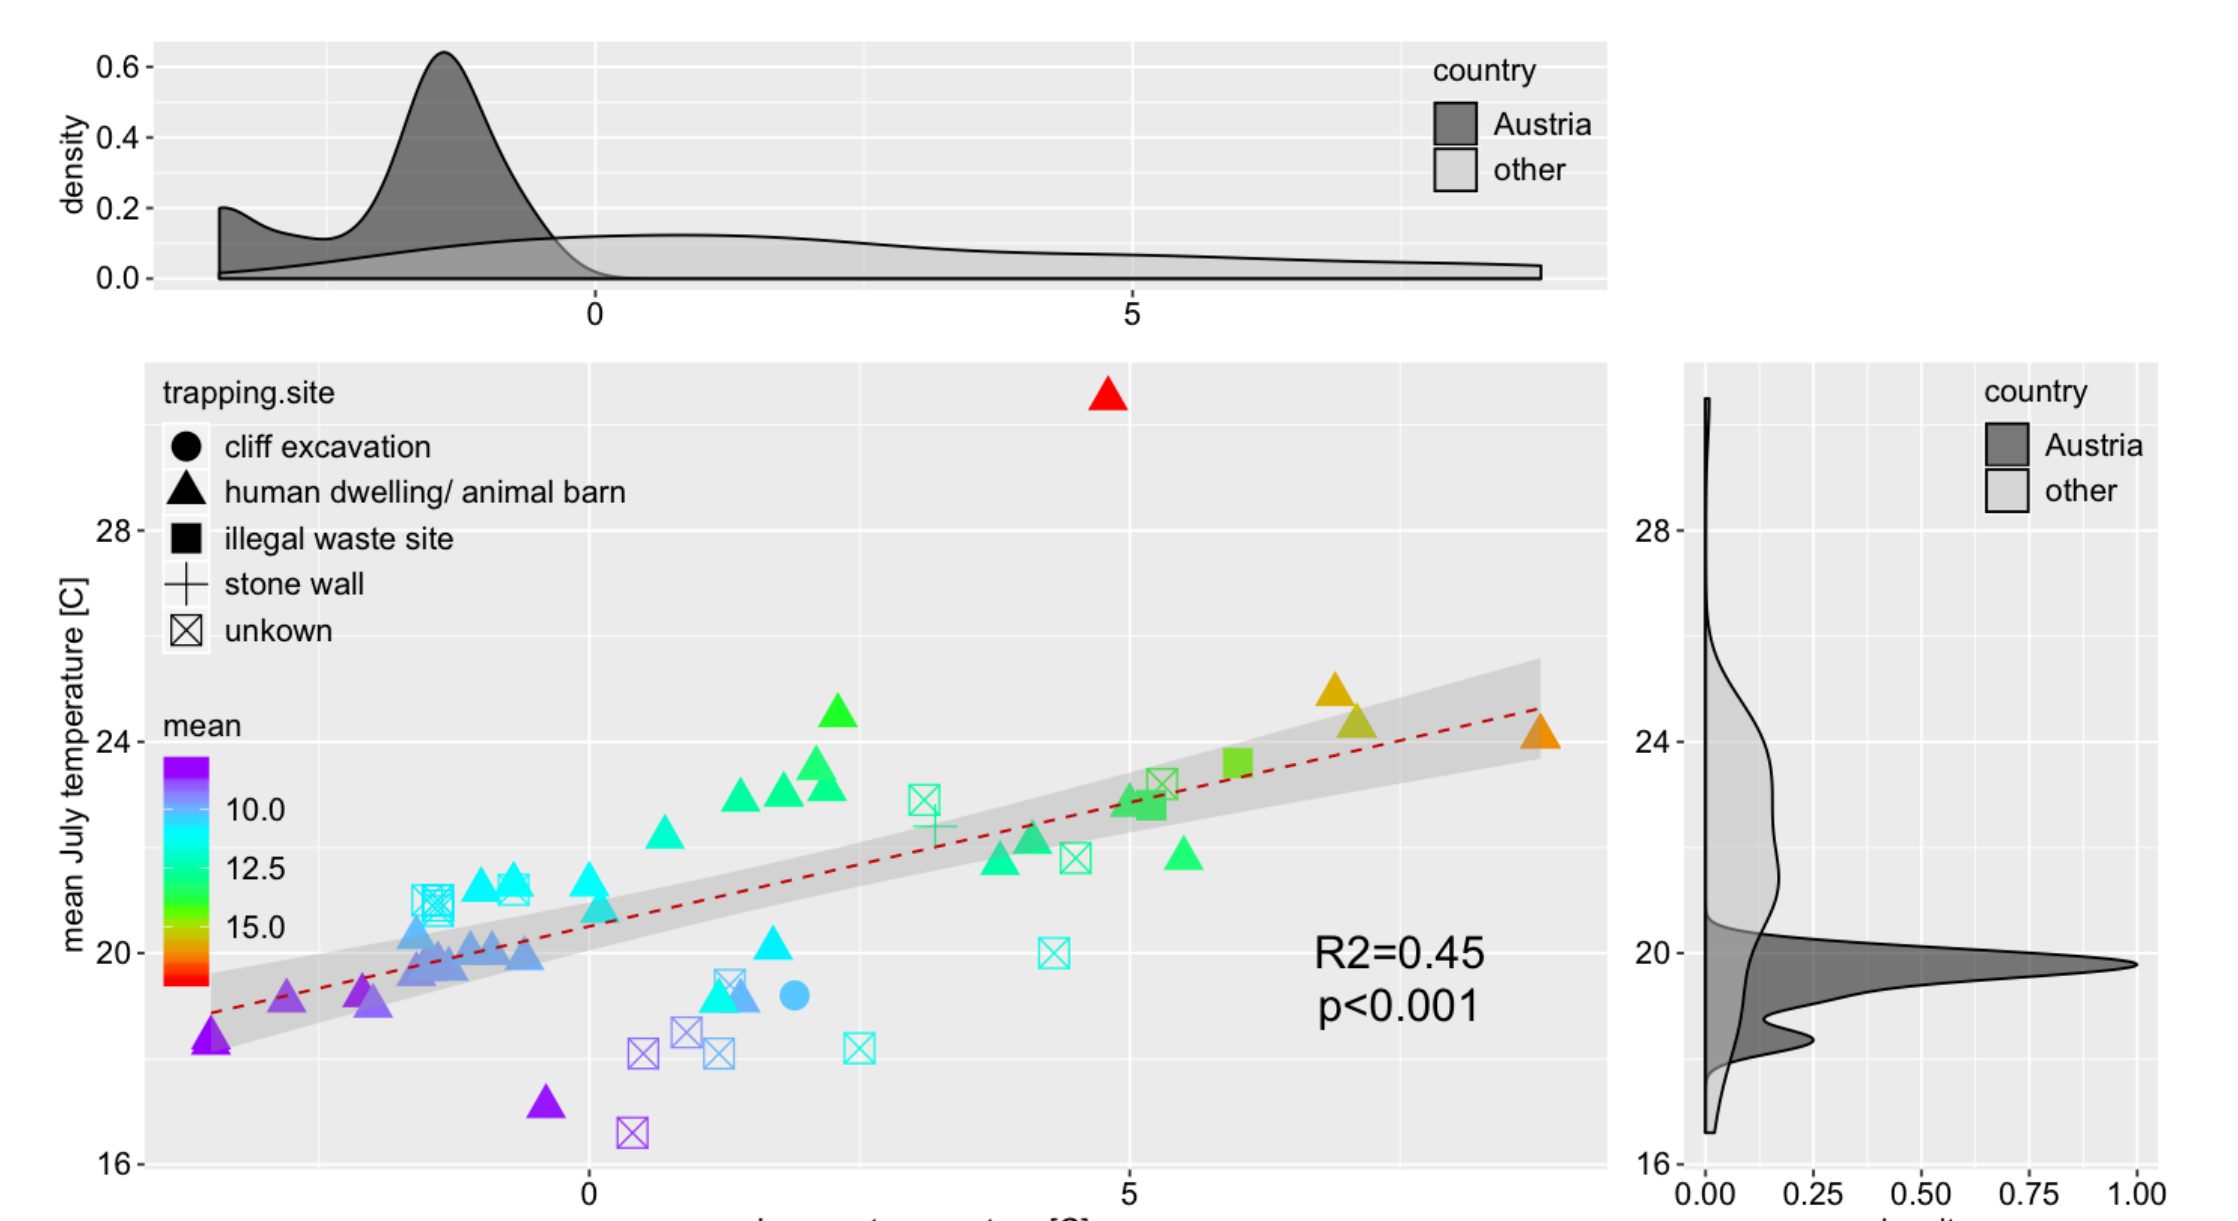 0.6
0.4
0.2
0.0
density
0
5
country
Austria
other
trapping.site
cliff excavation
human dwelling/ animal barn
illegal waste site
stone wall
unkown
mean
10.0
12.5
15.0
28
24
20
16
mean July temperature [C]
R2=0.45
p<0.001
0
5
country
Austria
other
28
24
20
16
0.00 0.25 0.50 0.75 1.00